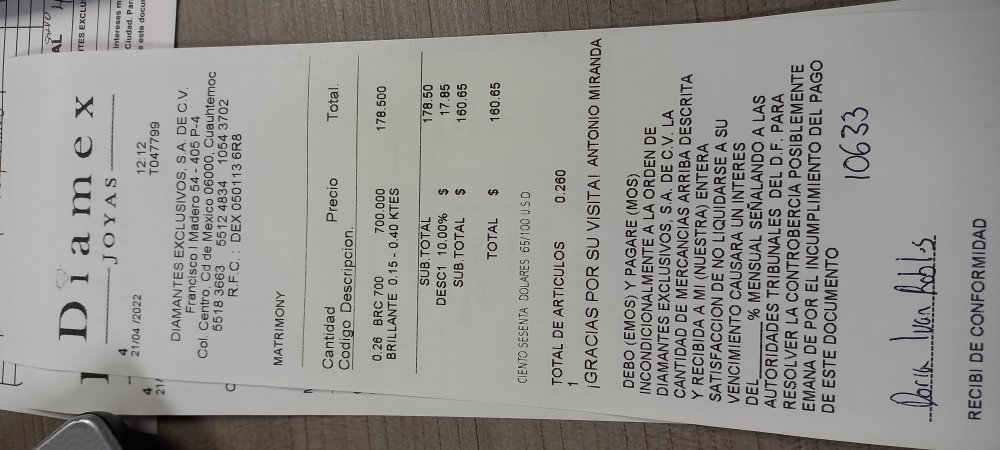 Diamex
JOYAS
4
21/04/2022 12:12
T047799
DIAMANTES EXCLUSIVOS, S.A. DE C.V.
Francisco I Madero 54 - 405 P-4
Col. Centro, Cd de Mexico 06000, Cuauhtemoc
5518 3663 5512 4834 1054 3702
R.F.C. : DEX 050113 6R8
MATRIMONY
Cantidad Precio Total.
Codigo Descripcion.
0.26 BRC 700 700.000 178.500
BRILLANTE 0.15 - 0.40 KTES
SUB.TOTAL 178.50
DESC1 10.00% $ 17.85
SUB.TOTAL $ 160.65
TOTAL $ 160.65
CIENTO SESENTA DOLARES 65/100 U.S.D.
TOTAL DE ARTICULOS 0.260
1
¡GRACIAS POR SU VISITA! ANTONIO MIRANDA
DEBO (EMOS) Y PAGARE (MOS)
INCONDICIONALMENTE A LA ORDEN DE
DIAMANTES EXCLUSIVOS, S.A. DE C.V. LA
CANTIDAD DE MERCANCIAS ARRIBA DESCRITA
Y RECIBIDA A MI (NUESTRA) ENTERA
SATISFACCION DE NO LIQUIDARSE A SU
VENCIMIENTO CAUSARA UN INTERES
DEL______% MENSUAL SEÑALANDO A LAS
AUTORIDADES TRIBUNALES DEL D.F. PARA
RESOLVER LA CONTROBERCIA POSIBLEMENTE
EMANA DE POR EL INCUMPLIMIENTO DEL PAGO
DE ESTE DOCUMENTO
10633
Ivan Robles
RECIBI DE CONFORMIDAD